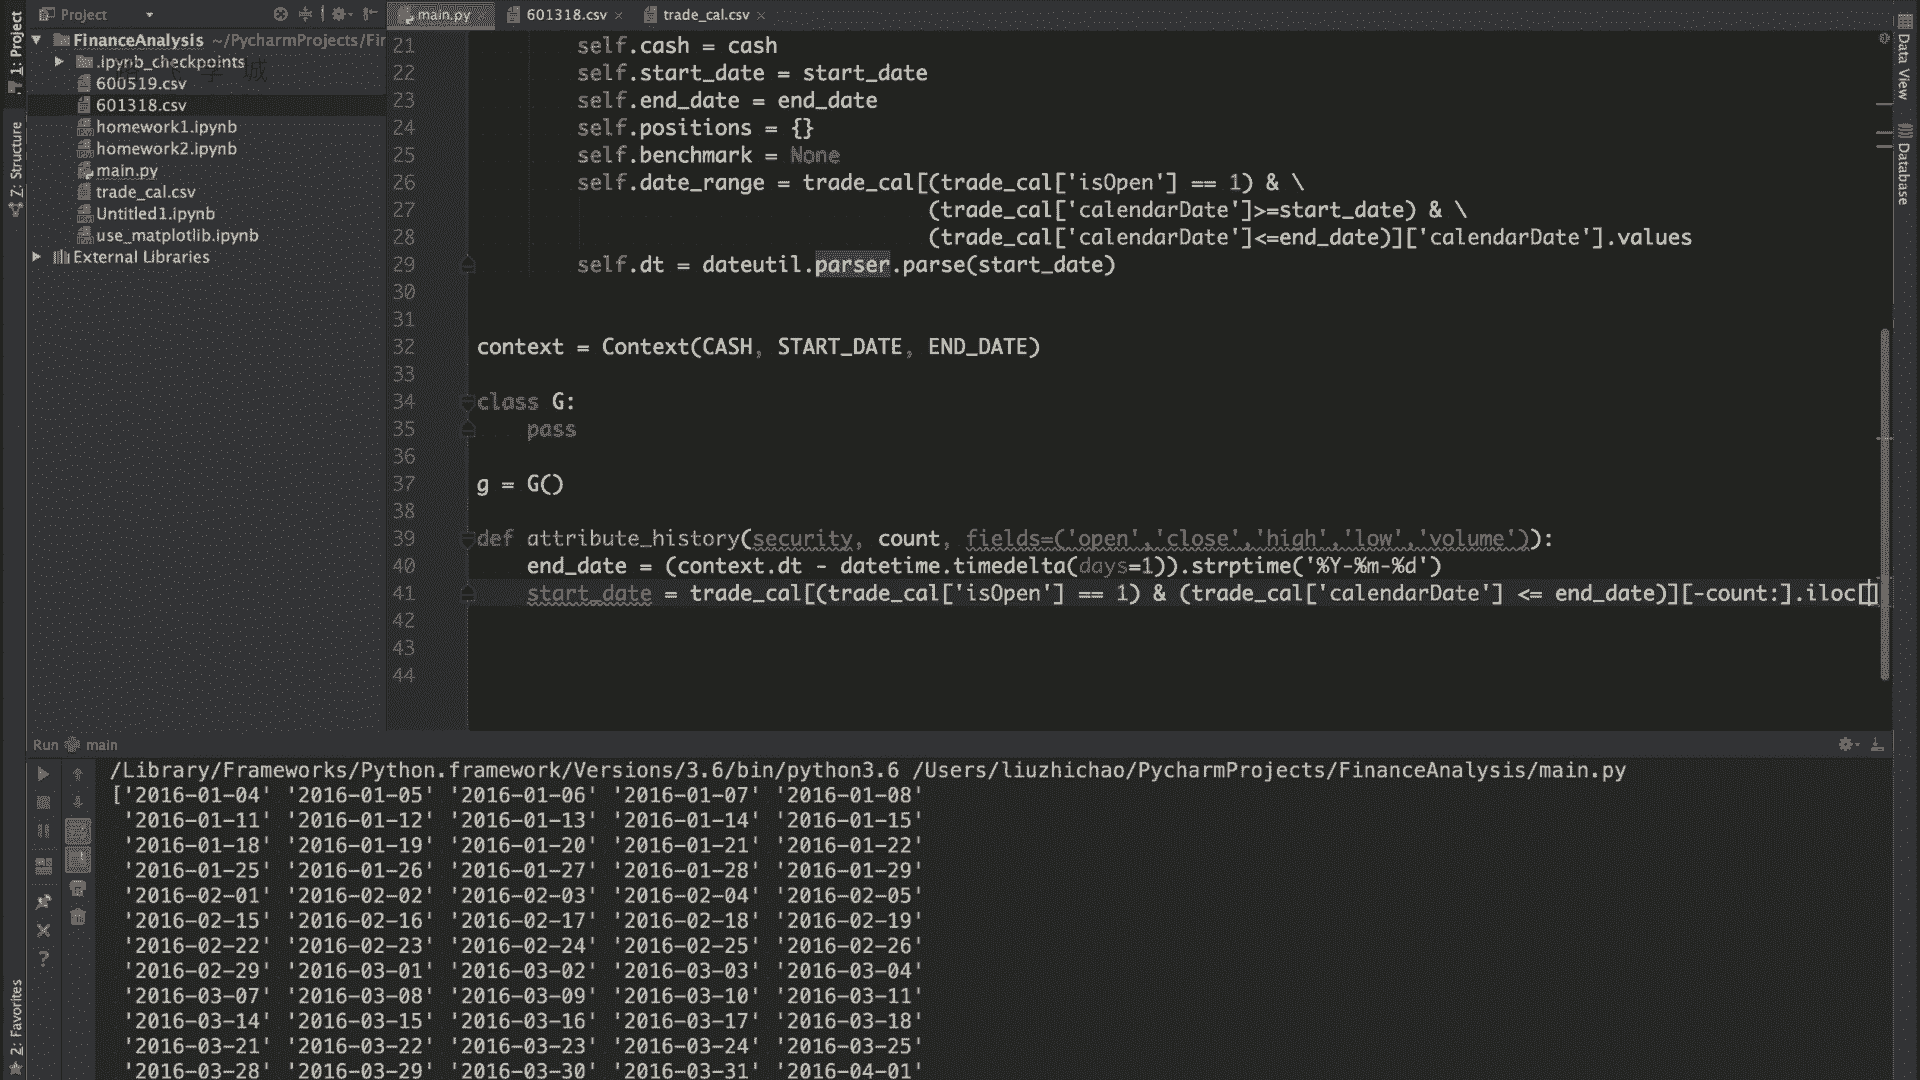 Project
main.py
601318.csv
trade_cal.csv
1: Project
Z: Structure
2: Favorites
Data View
Database
FinanceAnalysis ~/PycharmProjects/Fir
.ipynb_checkpoints
600519.csv
601318.csv
homework1.ipynb
homework2.ipynb
main.py
trade_cal.csv
Untitled1.ipynb
use_matplotlib.ipynb
External Libraries
21 self.cash = cash
22 self.start_date = start_date
23 self.end_date = end_date
24 self.positions = {}
25 self.benchmark = None
26 self.date_range = trade_cal[(trade_cal['isOpen'] == 1) & \
27 (trade_cal['calendarDate']>=start_date) & \
28 (trade_cal['calendarDate']<=end_date)]['calendarDate'].values
29 self.dt = dateutil.parser.parse(start_date)
30
31
32 context = Context(CASH, START_DATE, END_DATE)
33
34 class G:
35 pass
36
37 g = G()
38
39 def attribute_history(security, count, fields=('open','close','high','low','volume')):
40 end_date = (context.dt - datetime.timedelta(days=1)).strptime('%Y-%m-%d')
41 start_date = trade_cal[(trade_cal['isOpen'] == 1) & (trade_cal['calendarDate'] <= end_date)][-count:].iloc[]
42
43
44
Run main
/Library/Frameworks/Python.framework/Versions/3.6/bin/python3.6 /Users/liuzhichao/PycharmProjects/FinanceAnalysis/main.py
['2016-01-04' '2016-01-05' '2016-01-06' '2016-01-07' '2016-01-08'
'2016-01-11' '2016-01-12' '2016-01-13' '2016-01-14' '2016-01-15'
'2016-01-18' '2016-01-19' '2016-01-20' '2016-01-21' '2016-01-22'
'2016-01-25' '2016-01-26' '2016-01-27' '2016-01-28' '2016-01-29'
'2016-02-01' '2016-02-02' '2016-02-03' '2016-02-04' '2016-02-05'
'2016-02-15' '2016-02-16' '2016-02-17' '2016-02-18' '2016-02-19'
'2016-02-22' '2016-02-23' '2016-02-24' '2016-02-25' '2016-02-26'
'2016-02-29' '2016-03-01' '2016-03-02' '2016-03-03' '2016-03-04'
'2016-03-07' '2016-03-08' '2016-03-09' '2016-03-10' '2016-03-11'
'2016-03-14' '2016-03-15' '2016-03-16' '2016-03-17' '2016-03-18'
'2016-03-21' '2016-03-22' '2016-03-23' '2016-03-24' '2016-03-25'
'2016-03-28' '2016-03-29' '2016-03-30' '2016-03-31' '2016-04-01'